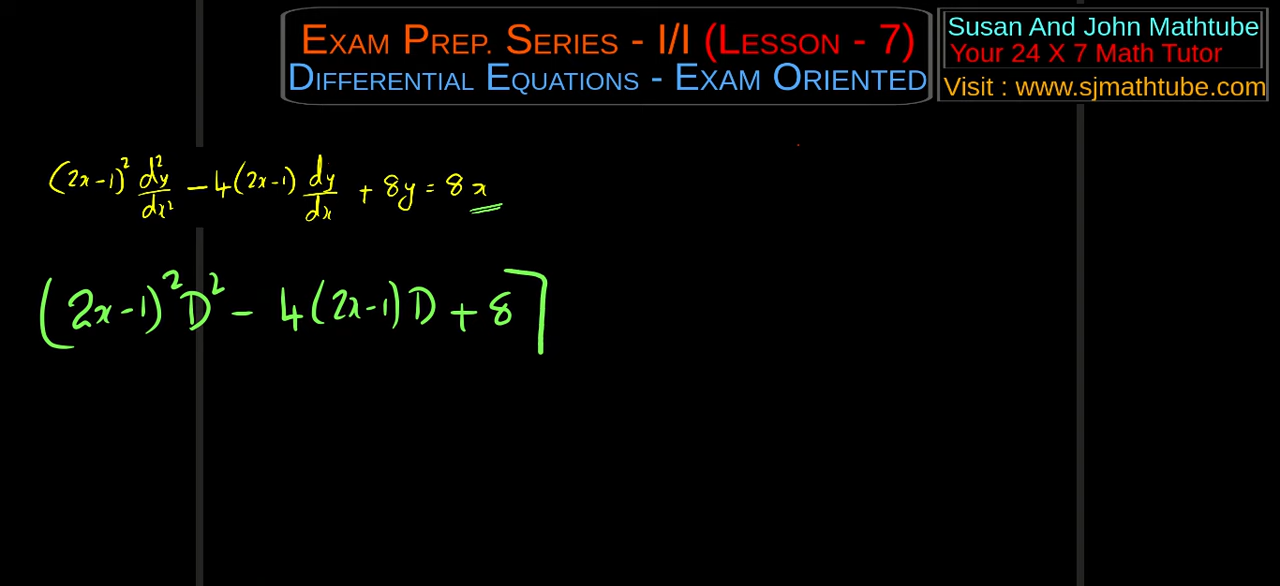 EXAM PREP. SERIES - I/I (LESSON - 7)
DIFFERENTIAL EQUATIONS - EXAM ORIENTED
Susan And John Mathtube
Your 24 X 7 Math Tutor
Visit : www.sjmathtube.com
(2x-1)² d²y/dx² - 4(2x-1) dy/dx + 8y = 8x
(2x-1)²D² - 4(2x-1)D + 8]